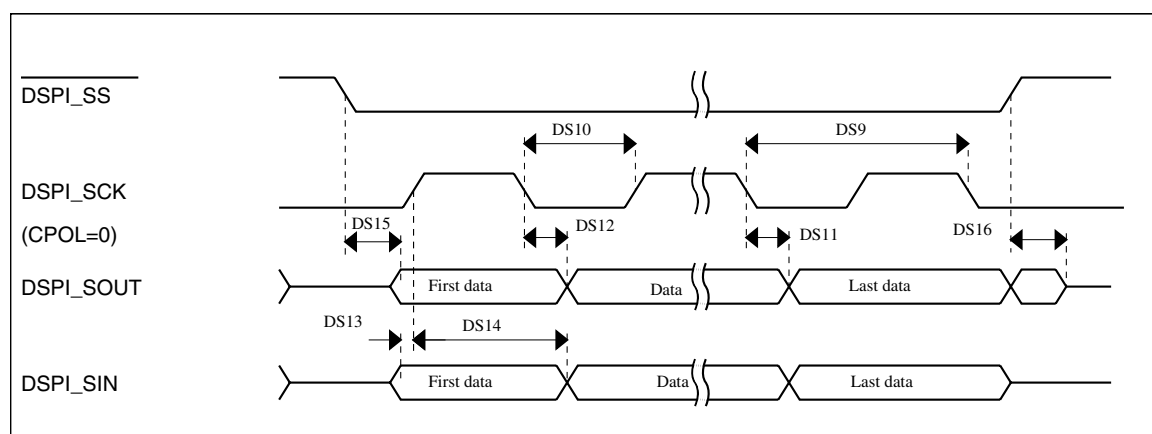 DSPI_SS
DS10
DS9
DSPI_SCK
(CPOL=0)
DS15
DS12
DS11
DS16
DSPI_SOUT
First data
Data
Last data
DS13
DS14
DSPI_SIN
First data
Data
Last data